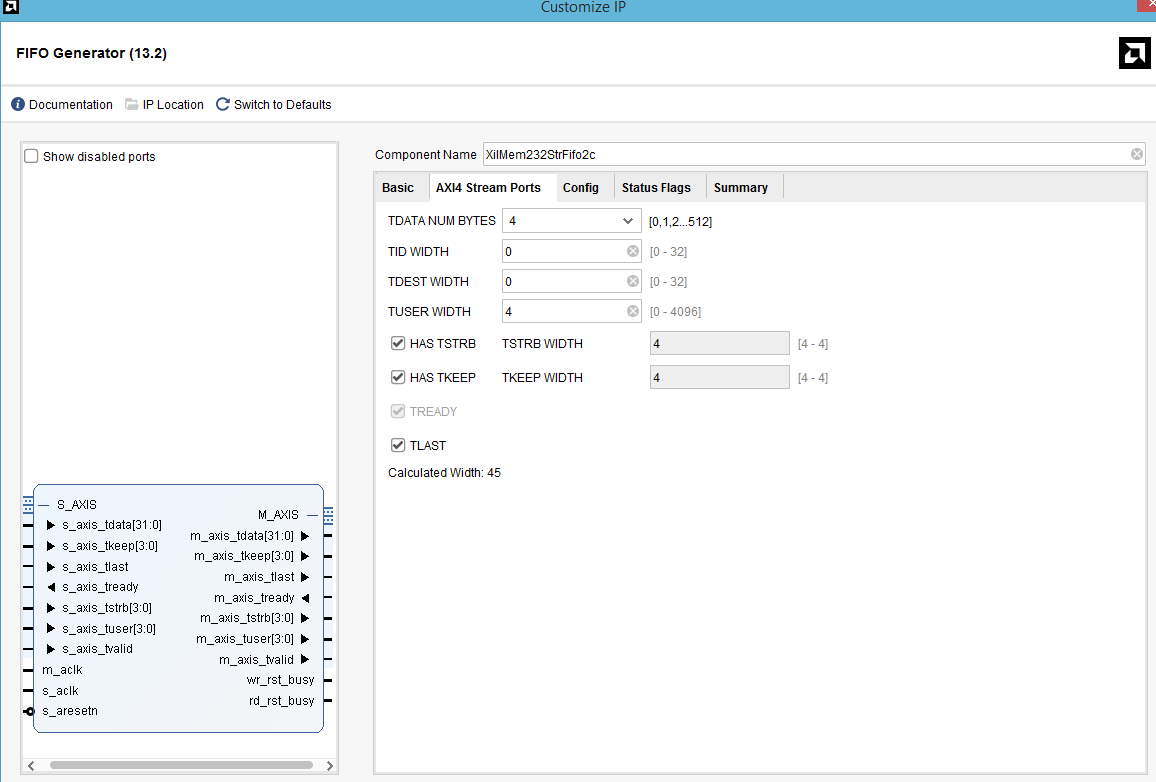 Customize IP
FIFO Generator (13.2)
Documentation IP Location Switch to Defaults
Show disabled ports
S_AXIS
s_axis_tdata[31:0]
s_axis_tkeep[3:0]
s_axis_tlast
s_axis_tready
s_axis_tstrb[3:0]
s_axis_tuser[3:0]
s_axis_tvalid
m_aclk
s_aclk
s_aresetn
M_AXIS
m_axis_tdata[31:0]
m_axis_tkeep[3:0]
m_axis_tlast
m_axis_tready
m_axis_tstrb[3:0]
m_axis_tuser[3:0]
m_axis_tvalid
wr_rst_busy
rd_rst_busy
Component Name XilMem232StrFifo2c
Basic AXI4 Stream Ports Config Status Flags Summary
TDATA NUM BYTES 4 [0,1,2...512]
TID WIDTH 0 [0 - 32]
TDEST WIDTH 0 [0 - 32]
TUSER WIDTH 4 [0 - 4096]
HAS TSTRB TSTRB WIDTH 4 [4 - 4]
HAS TKEEP TKEEP WIDTH 4 [4 - 4]
TREADY
TLAST
Calculated Width: 45